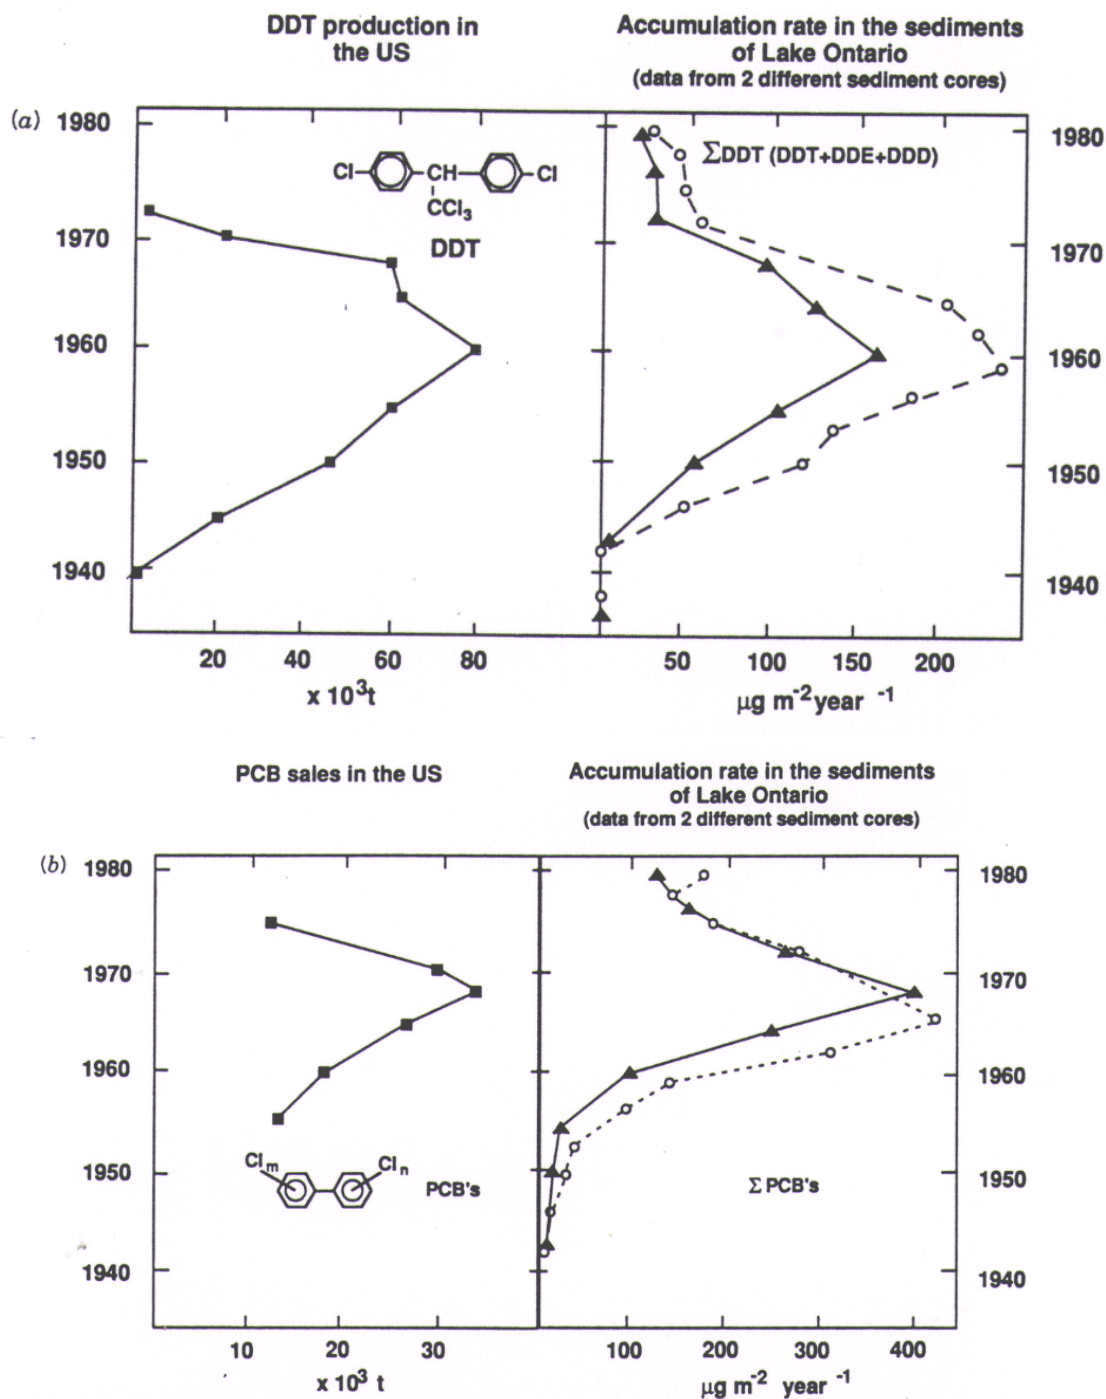 DDT production in
the US
Accumulation rate in the sediments
of Lake Ontario
(data from 2 different sediment cores)
(a)
1980
1970
1960
1950
1940
Cl
CH
Cl
CCl3
DDT
20
40
60
80
x 10³t
ΣDDT (DDT+DDE+DDD)
1980
1970
1960
1950
1940
50
100
150
200
µg m⁻² year ⁻¹
PCB sales in the US
Accumulation rate in the sediments
of Lake Ontario
(data from 2 different sediment cores)
(b)
1980
1970
1960
1950
1940
Clm
Cln
PCB's
10
20
30
x 10³ t
Σ PCB's
1980
1970
1960
1950
1940
100
200
300
400
µg m⁻² year ⁻¹